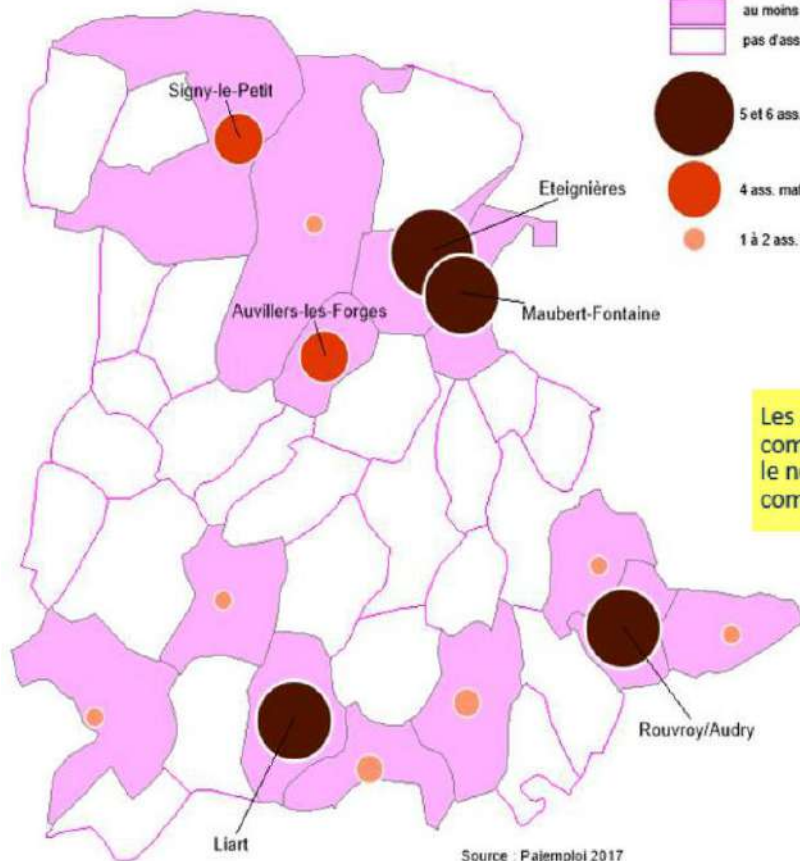 au moins
pas d'ass
5 et 6 ass.
4 ass. mat
1 à 2 ass.
Signy-le-Petit
Eteignières
Auvillers-les-Forges
Maubert-Fontaine
Les
com
le n
com
Rouvroy/Audry
Liart
Source : Pajemploi 2017